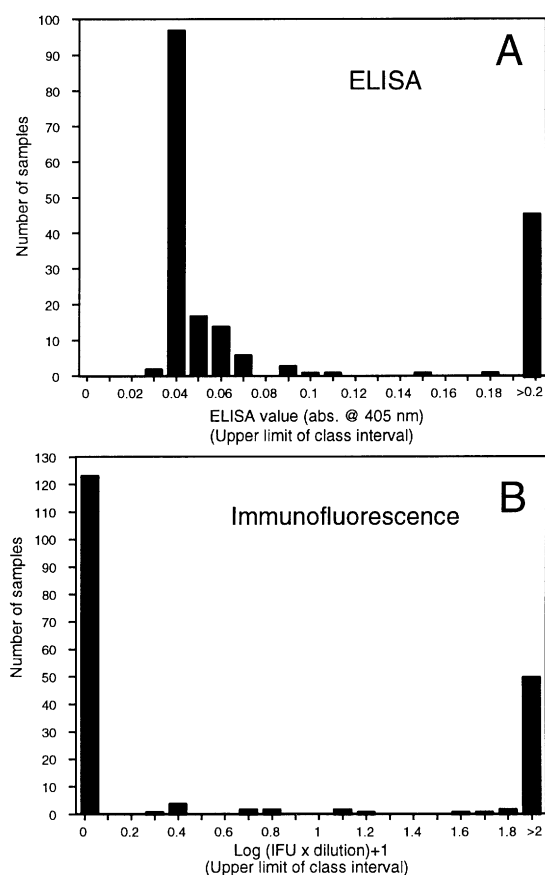 A
ELISA
Number of samples
100
90
80
70
60
50
40
30
20
10
0
0 0.02 0.04 0.06 0.08 0.1 0.12 0.14 0.16 0.18 >0.2
ELISA value (abs. @ 405 nm)
(Upper limit of class interval)
B
Immunofluorescence
Number of samples
130
120
110
100
90
80
70
60
50
40
30
20
10
0
0 0.2 0.4 0.6 0.8 1 1.2 1.4 1.6 1.8 >2
Log (IFU x dilution)+1
(Upper limit of class interval)